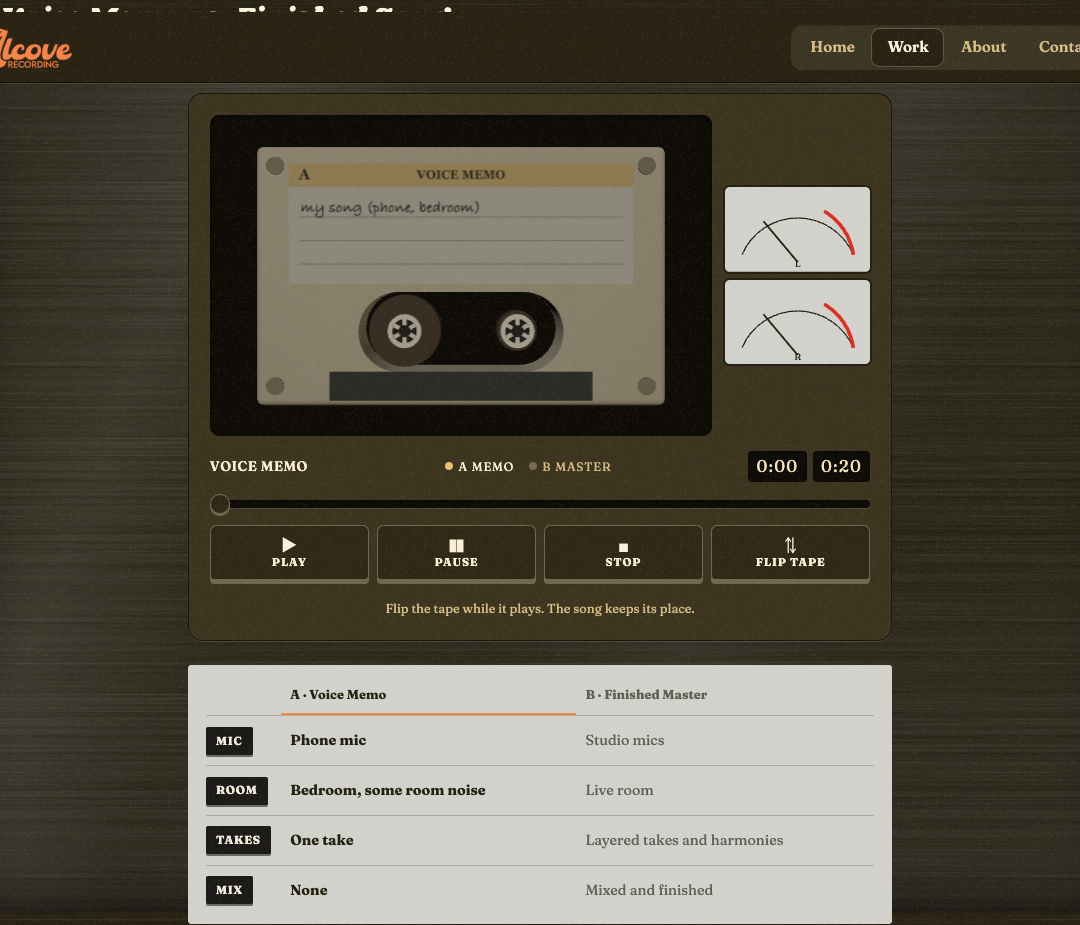 Alcove
RECORDING
Home Work About
A VOICE MEMO
my song (phone, bedroom)
L
R
VOICE MEMO A MEMO B MASTER 0:00 0:20
PLAY PAUSE STOP FLIP TAPE
Flip the tape while it plays. The song keeps its place.
A · Voice Memo B · Finished Master
MIC Phone mic Studio mics
ROOM Bedroom, some room noise Live room
TAKES One take Layered takes and harmonies
MIX None Mixed and finished